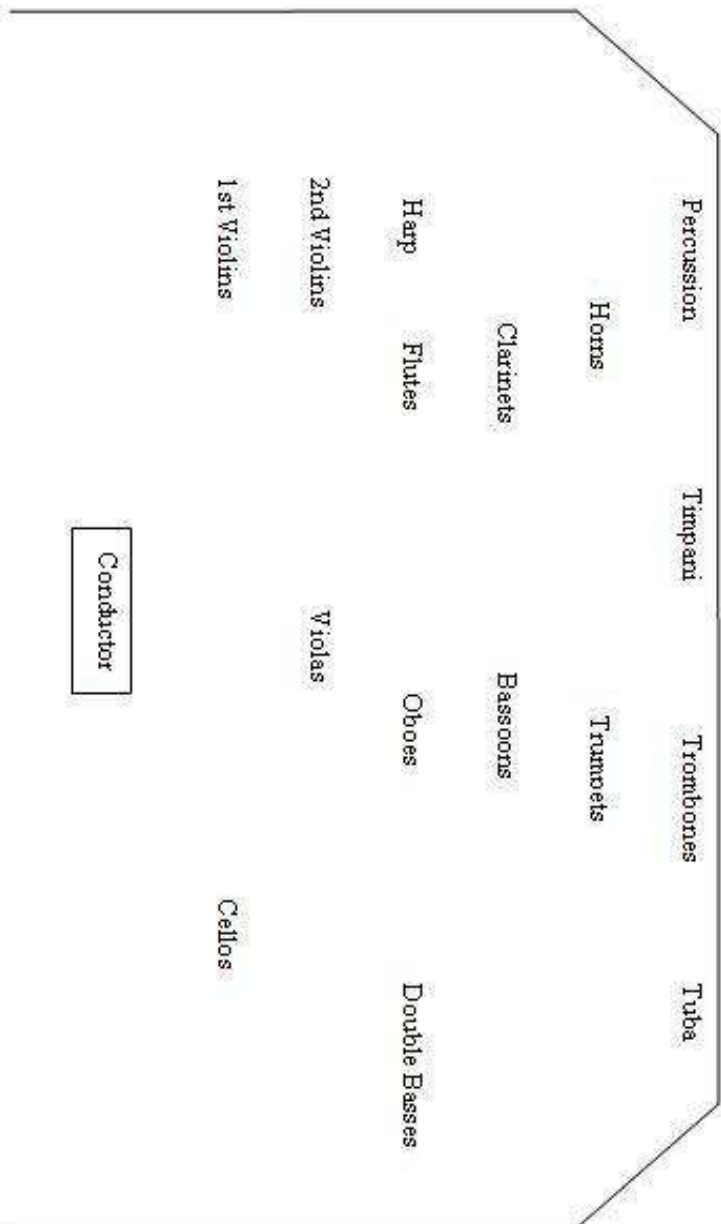 Percussion Timpani Trombones Tuba
Horns Trumpets
Clarinets Bassoons
Harp Flutes Oboes Double Basses
2nd Violins Violas
1st Violins Cellos
Conductor